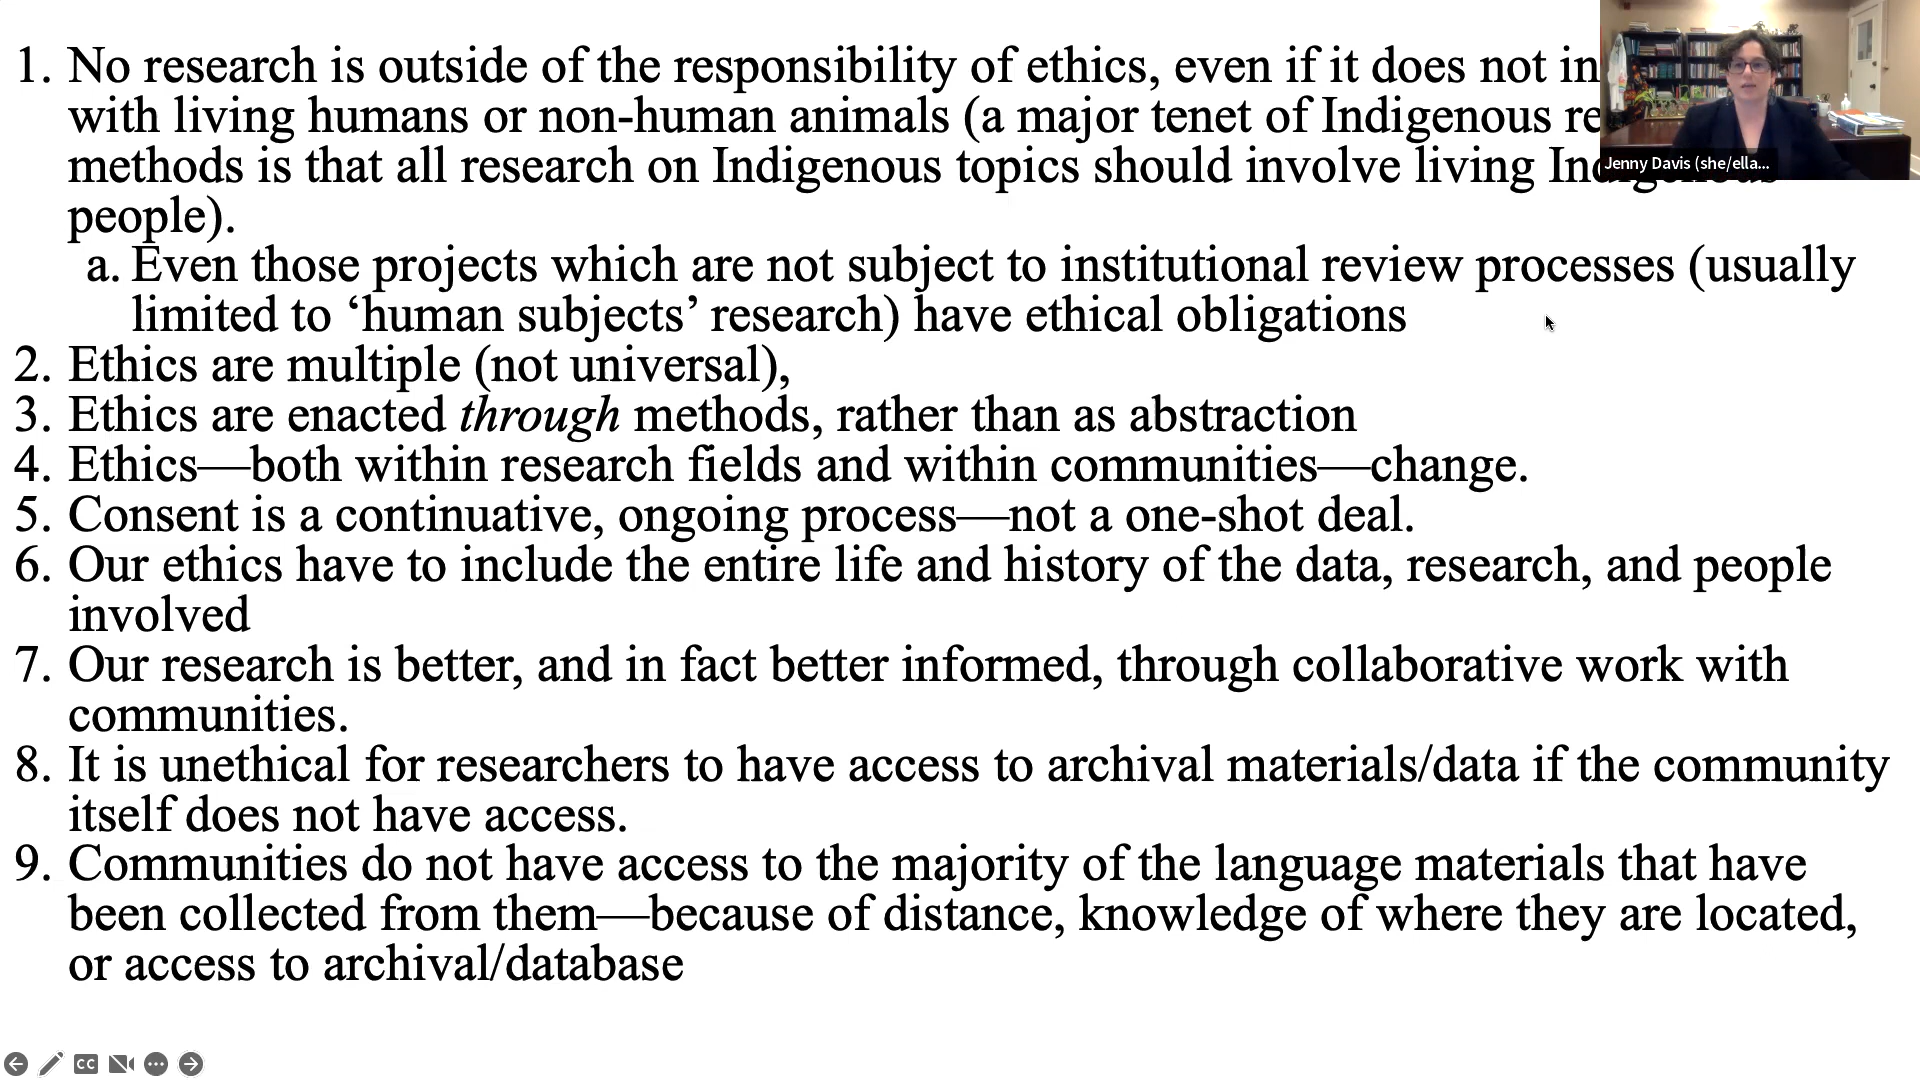 1. No research is outside of the responsibility of ethics, even if it does not in
with living humans or non-human animals (a major tenet of Indigenous re
methods is that all research on Indigenous topics should involve living Indigenous
people).
a. Even those projects which are not subject to institutional review processes (usually
limited to ‘human subjects’ research) have ethical obligations
2. Ethics are multiple (not universal),
3. Ethics are enacted through methods, rather than as abstraction
4. Ethics—both within research fields and within communities—change.
5. Consent is a continuative, ongoing process—not a one-shot deal.
6. Our ethics have to include the entire life and history of the data, research, and people
involved
7. Our research is better, and in fact better informed, through collaborative work with
communities.
8. It is unethical for researchers to have access to archival materials/data if the community
itself does not have access.
9. Communities do not have access to the majority of the language materials that have
been collected from them—because of distance, knowledge of where they are located,
or access to archival/database
Jenny Davis (she/ella...
CC